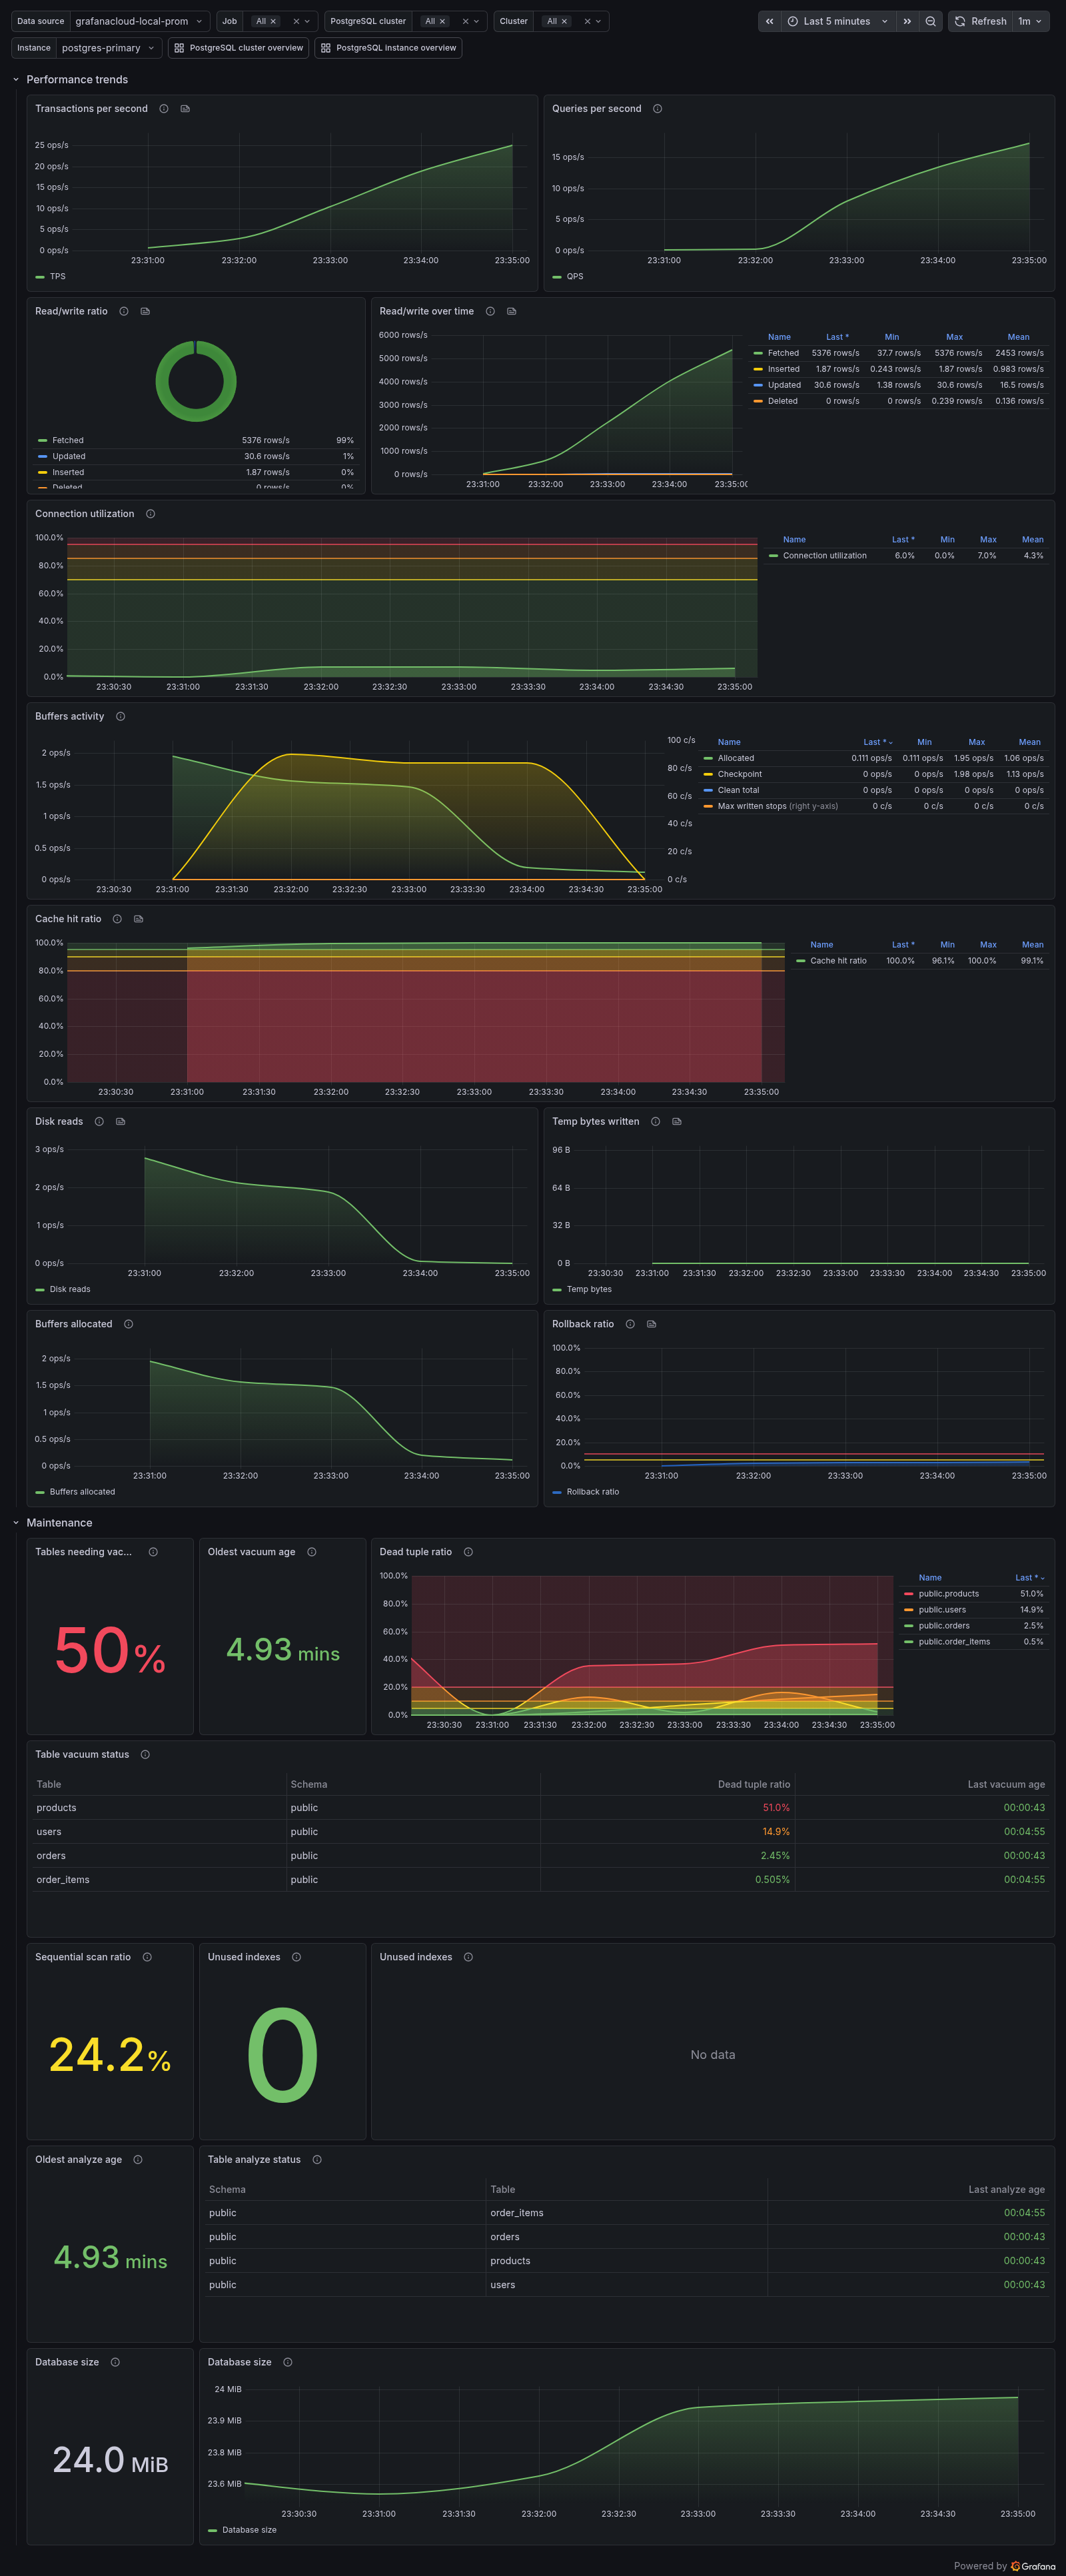 Data source grafanacloud-local-prom Job All PostgreSQL cluster All Cluster All Last 5 minutes Refresh 1m
Instance postgres-primary PostgreSQL cluster overview PostgreSQL instance overview
Performance trends
Transactions per second
25 ops/s
20 ops/s
15 ops/s
10 ops/s
5 ops/s
0 ops/s
23:31:00 23:32:00 23:33:00 23:34:00 23:35:00
TPS
Queries per second
15 ops/s
10 ops/s
5 ops/s
0 ops/s
23:31:00 23:32:00 23:33:00 23:34:00 23:35:00
QPS
Read/write ratio
Fetched 5376 rows/s 99%
Updated 30.6 rows/s 1%
Inserted 1.87 rows/s 0%
Deleted 0 rows/s 0%
Read/write over time
6000 rows/s
5000 rows/s
4000 rows/s
3000 rows/s
2000 rows/s
1000 rows/s
0 rows/s
23:31:00 23:32:00 23:33:00 23:34:00 23:35:00
Name Last * Min Max Mean
Fetched 5376 rows/s 37.7 rows/s 5376 rows/s 2453 rows/s
Inserted 1.87 rows/s 0.243 rows/s 1.87 rows/s 0.983 rows/s
Updated 30.6 rows/s 1.38 rows/s 30.6 rows/s 16.5 rows/s
Deleted 0 rows/s 0 rows/s 0.239 rows/s 0.136 rows/s
Connection utilization
100.0%
80.0%
60.0%
40.0%
20.0%
0.0%
23:30:30 23:31:00 23:31:30 23:32:00 23:32:30 23:33:00 23:33:30 23:34:00 23:34:30 23:35:00
Name Last * Min Max Mean
Connection utilization 6.0% 0.0% 7.0% 4.3%
Buffers activity
2 ops/s
1.5 ops/s
1 ops/s
0.5 ops/s
0 ops/s
100 c/s
80 c/s
60 c/s
40 c/s
20 c/s
0 c/s
23:30:30 23:31:00 23:31:30 23:32:00 23:32:30 23:33:00 23:33:30 23:34:00 23:34:30 23:35:00
Name Last * Min Max Mean
Allocated 0.111 ops/s 0.111 ops/s 1.95 ops/s 1.06 ops/s
Checkpoint 0 ops/s 0 ops/s 1.98 ops/s 1.13 ops/s
Clean total 0 ops/s 0 ops/s 0 ops/s 0 ops/s
Max written stops (right y-axis) 0 c/s 0 c/s 0 c/s 0 c/s
Cache hit ratio
100.0%
80.0%
60.0%
40.0%
20.0%
0.0%
23:30:30 23:31:00 23:31:30 23:32:00 23:32:30 23:33:00 23:33:30 23:34:00 23:34:30 23:35:00
Name Last * Min Max Mean
Cache hit ratio 100.0% 96.1% 100.0% 99.1%
Disk reads
3 ops/s
2 ops/s
1 ops/s
0 ops/s
23:31:00 23:32:00 23:33:00 23:34:00 23:35:00
Disk reads
Temp bytes written
96 B
64 B
32 B
0 B
23:30:30 23:31:00 23:31:30 23:32:00 23:32:30 23:33:00 23:33:30 23:34:00 23:34:30 23:35:00
Temp bytes
Buffers allocated
2 ops/s
1.5 ops/s
1 ops/s
0.5 ops/s
0 ops/s
23:31:00 23:32:00 23:33:00 23:34:00 23:35:00
Buffers allocated
Rollback ratio
100.0%
80.0%
60.0%
40.0%
20.0%
0.0%
23:31:00 23:32:00 23:33:00 23:34:00 23:35:00
Rollback ratio
Maintenance
Tables needing vac...
50%
Oldest vacuum age
4.93 mins
Dead tuple ratio
100.0%
80.0%
60.0%
40.0%
20.0%
0.0%
23:30:30 23:31:00 23:31:30 23:32:00 23:32:30 23:33:00 23:33:30 23:34:00 23:34:30 23:35:00
Name Last *
public.products 51.0%
public.users 14.9%
public.orders 2.5%
public.order_items 0.5%
Table vacuum status
Table Schema Dead tuple ratio Last vacuum age
products public 51.0% 00:00:43
users public 14.9% 00:04:55
orders public 2.45% 00:00:43
order_items public 0.505% 00:04:55
Sequential scan ratio
24.2%
Unused indexes
0
Unused indexes
No data
Oldest analyze age
4.93 mins
Table analyze status
Schema Table Last analyze age
public order_items 00:04:55
public orders 00:00:43
public products 00:00:43
public users 00:00:43
Database size
24.0 MiB
Database size
24 MiB
23.9 MiB
23.8 MiB
23.6 MiB
23:30:30 23:31:00 23:31:30 23:32:00 23:32:30 23:33:00 23:33:30 23:34:00 23:34:30 23:35:00
Database size
Powered by Grafana